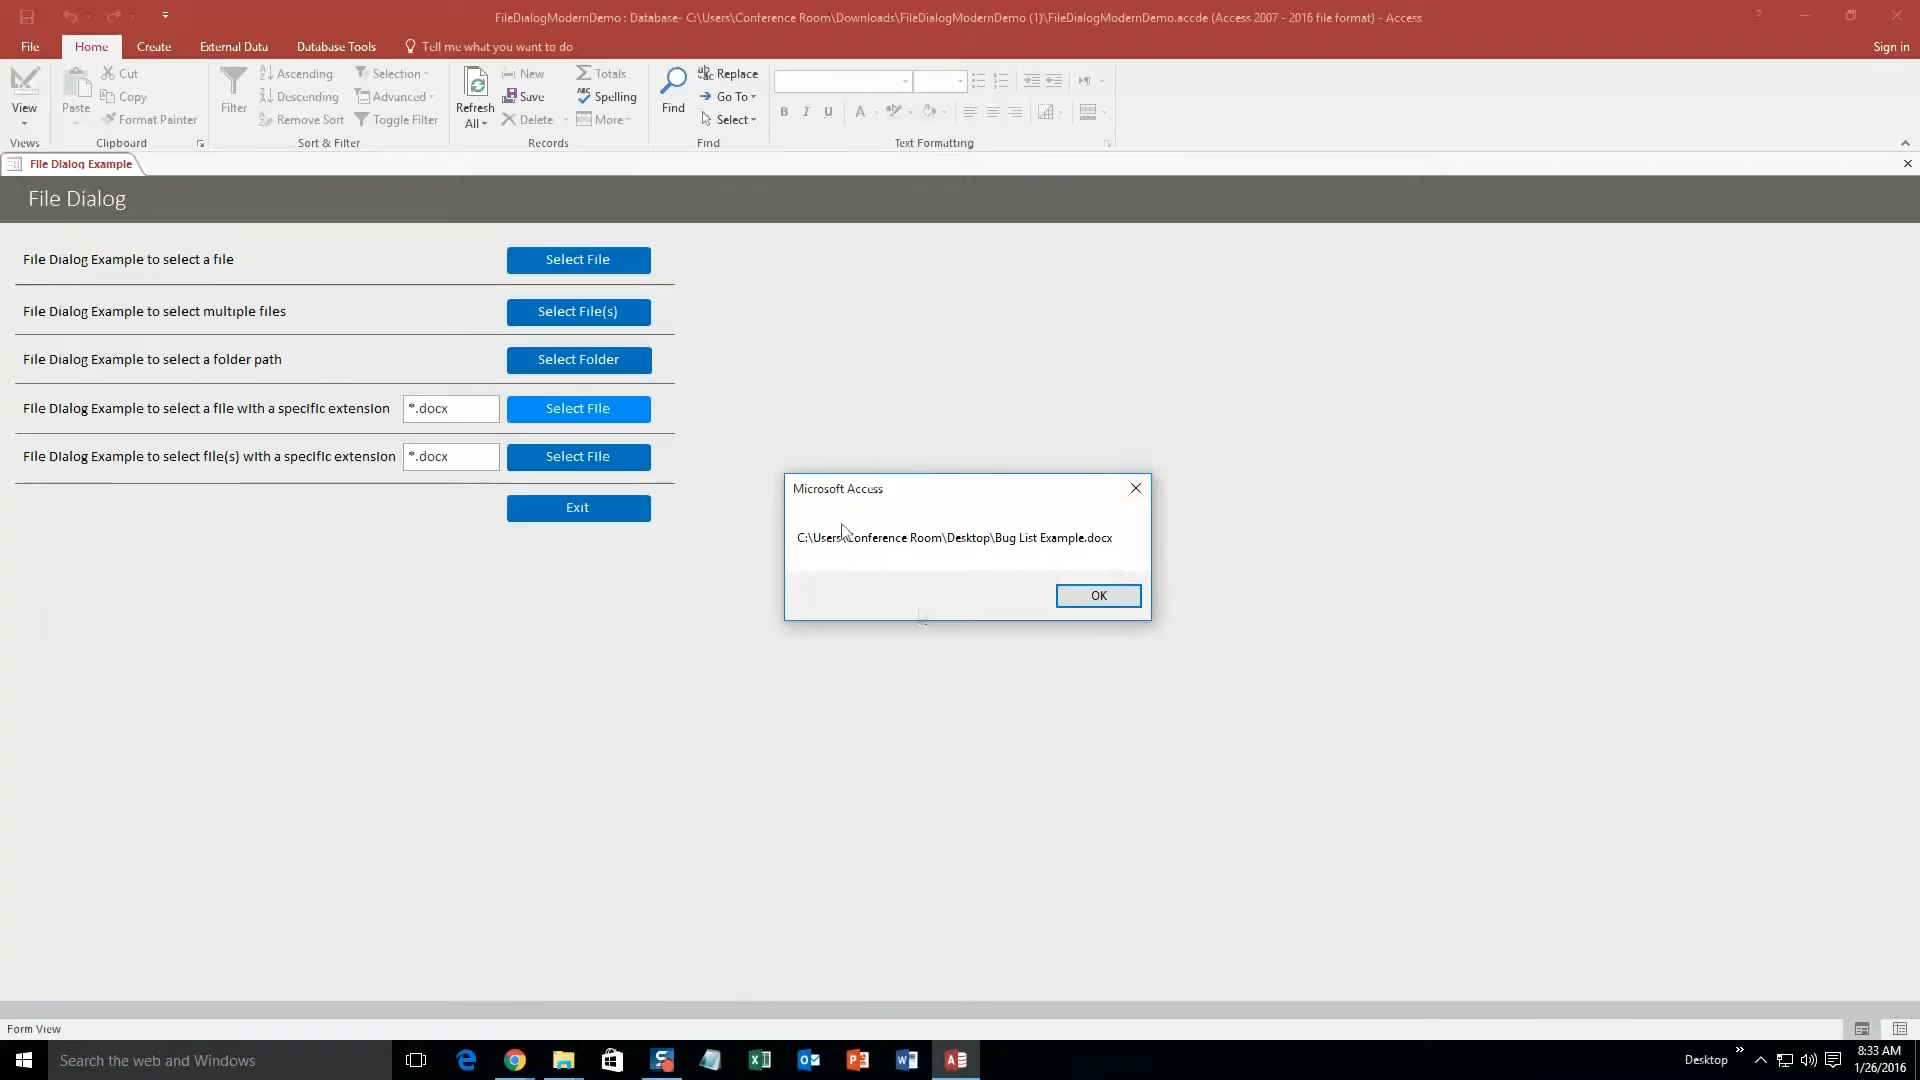 FileDialogModernDemo : Database- C:\Users\Conference Room\Downloads\FileDialogModernDemo (1)\FileDialogModernDemo.accde (Access 2007 - 2016 file format) - Access
File Home Create External Data Database Tools Tell me what you want to do Sign in
View
Views
Paste
Cut
Copy
Format Painter
Clipboard
Filter
Ascending
Descending
Remove Sort
Selection
Advanced
Toggle Filter
Sort & Filter
Refresh
All
New
Save
Delete
Totals
Spelling
More
Records
Find
Replace
Go To
Select
Find
B I U A
Text Formatting
File Dialog Example
File Dialog
File Dialog Example to select a file Select File
File Dialog Example to select multiple files Select File(s)
File Dialog Example to select a folder path Select Folder
File Dialog Example to select a file with a specific extension *.docx Select File
File Dialog Example to select file(s) with a specific extension *.docx Select File
Exit
Microsoft Access
C:\Users\Conference Room\Desktop\Bug List Example.docx
OK
Form View
Search the web and Windows
Desktop
8:33 AM
1/26/2016